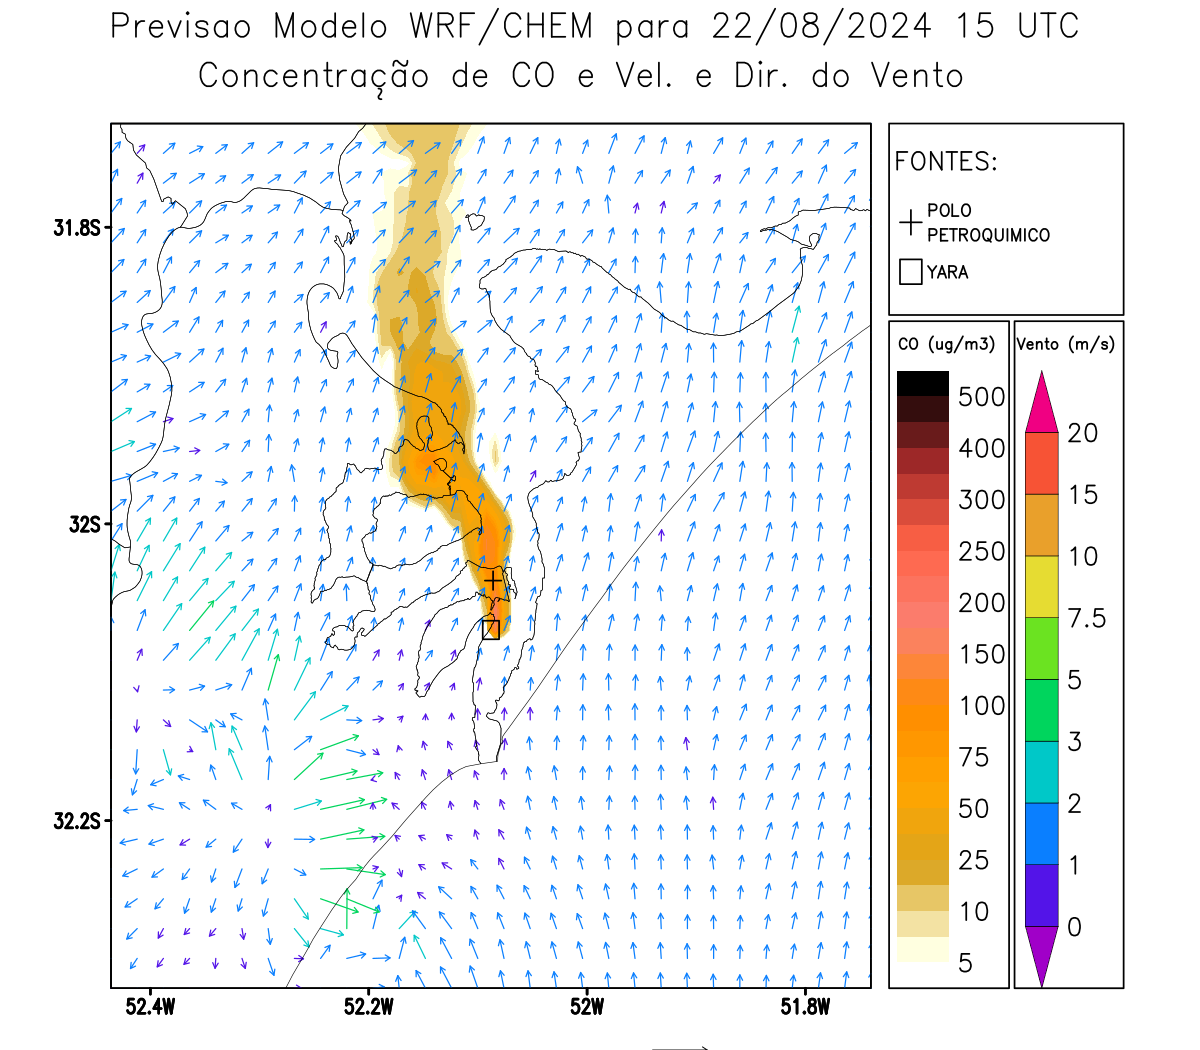 Previsao Modelo WRF/CHEM para 22/08/2024 15 UTC
Concentração de CO e Vel. e Dir. do Vento
FONTES:
POLO
PETROQUIMICO
YARA
CO (ug/m3)
500
400
300
250
200
150
100
75
50
25
10
5
Vento (m/s)
20
15
10
7.5
5
3
2
1
0
31.8S
32S
32.2S
52.4W
52.2W
52W
51.8W